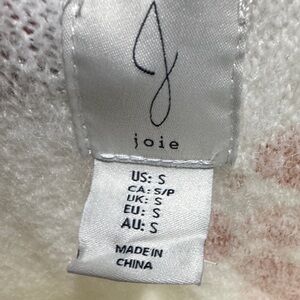 joie
US: S
CA: S/P
UK: S
EU: S
AU: S
MADE IN
CHINA